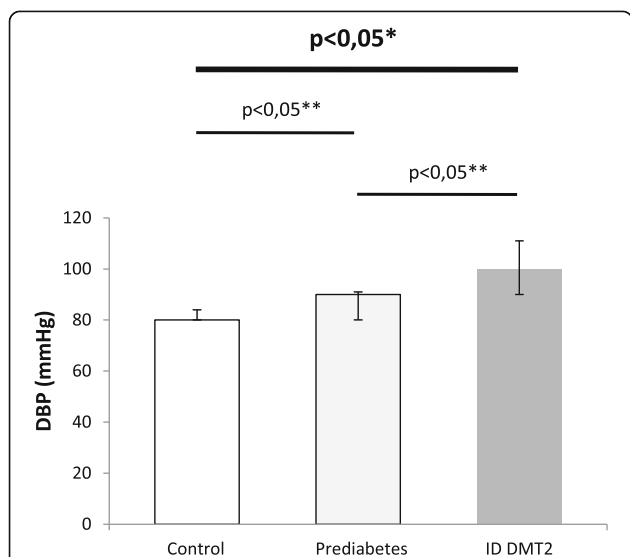 p<0,05*
p<0,05**
p<0,05**
120
100
80
60
40
20
0
DBP (mmHg)
Control Prediabetes ID DMT2